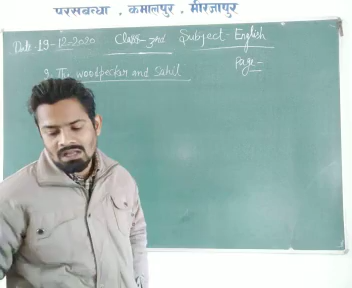 परसबन्धा , कमालपुर , मीरजापुर
Date -19-12-2020 Class- 3rd Subject - English
Page -
3. The woodpecker and Sahil